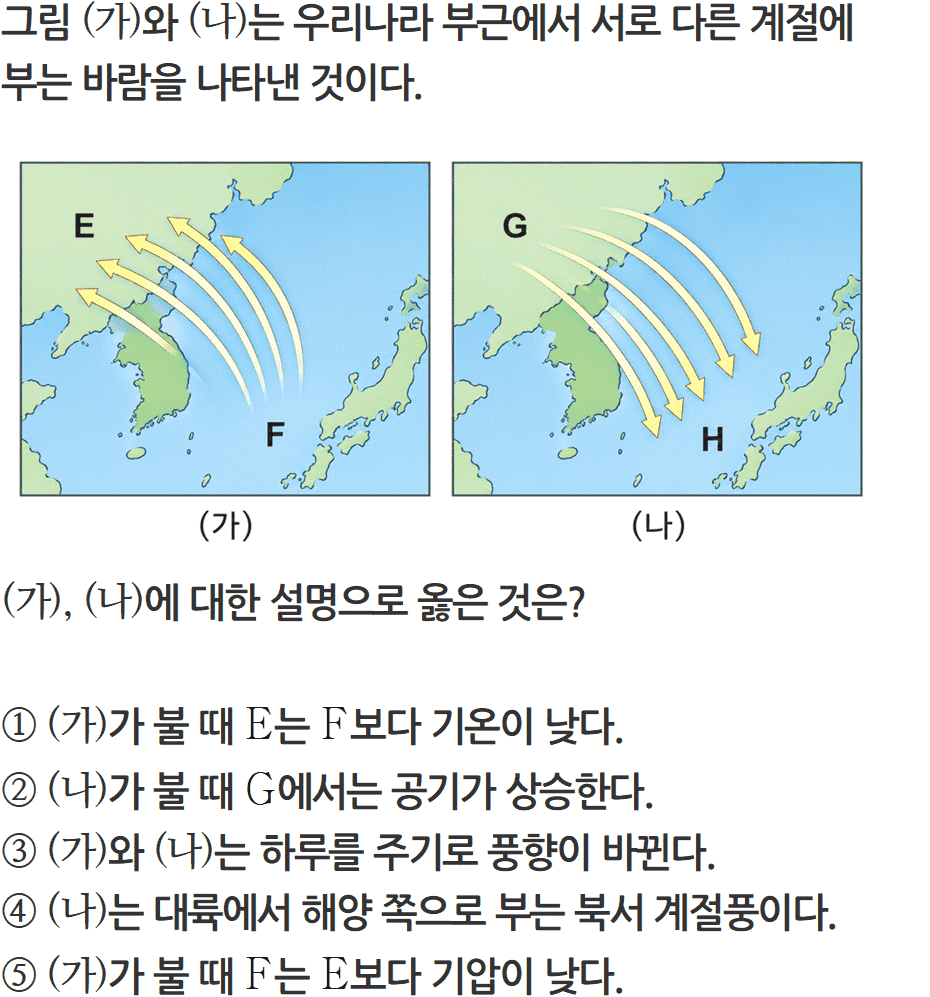 그림 (가)와 (나)는 우리나라 부근에서 서로 다른 계절에
부는 바람을 나타낸 것이다.
E
F
(가)
G
H
(나)
(가), (나)에 대한 설명으로 옳은 것은?
① (가)가 불 때 E는 F보다 기온이 낮다.
② (나)가 불 때 G에서는 공기가 상승한다.
③ (가)와 (나)는 하루를 주기로 풍향이 바뀐다.
④ (나)는 대륙에서 해양 쪽으로 부는 북서 계절풍이다.
⑤ (가)가 불 때 F는 E보다 기압이 낮다.